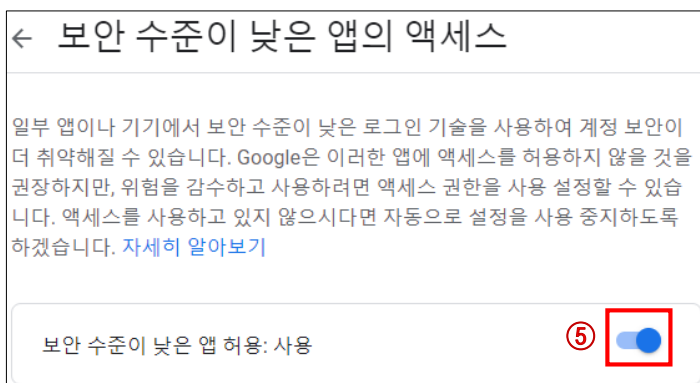 ← 보안 수준이 낮은 앱의 액세스
일부 앱이나 기기에서 보안 수준이 낮은 로그인 기술을 사용하여 계정 보안이
더 취약해질 수 있습니다. Google은 이러한 앱에 액세스를 허용하지 않을 것을
권장하지만, 위험을 감수하고 사용하려면 액세스 권한을 사용 설정할 수 있습
니다. 액세스를 사용하고 있지 않으시다면 자동으로 설정을 사용 중지하도록
하겠습니다. 자세히 알아보기
보안 수준이 낮은 앱 허용: 사용 ⑤